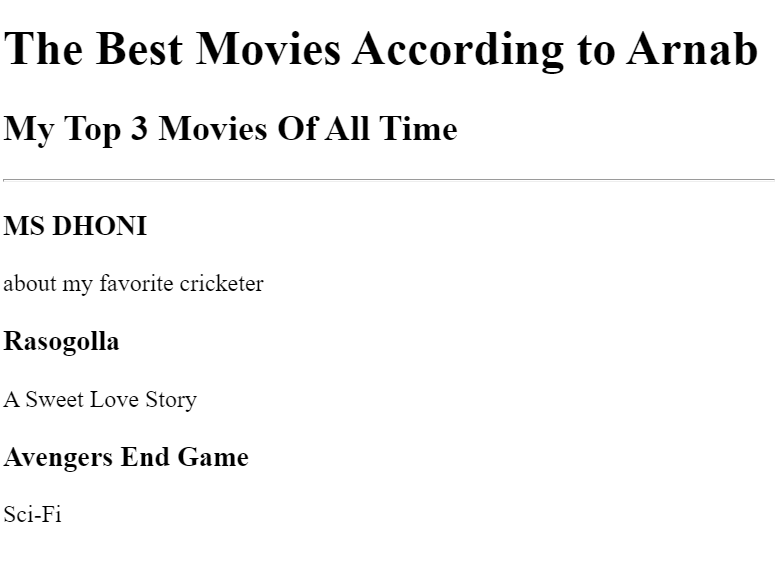 The Best Movies According to Arnab
My Top 3 Movies Of All Time
MS DHONI
about my favorite cricketer
Rasogolla
A Sweet Love Story
Avengers End Game
Sci-Fi